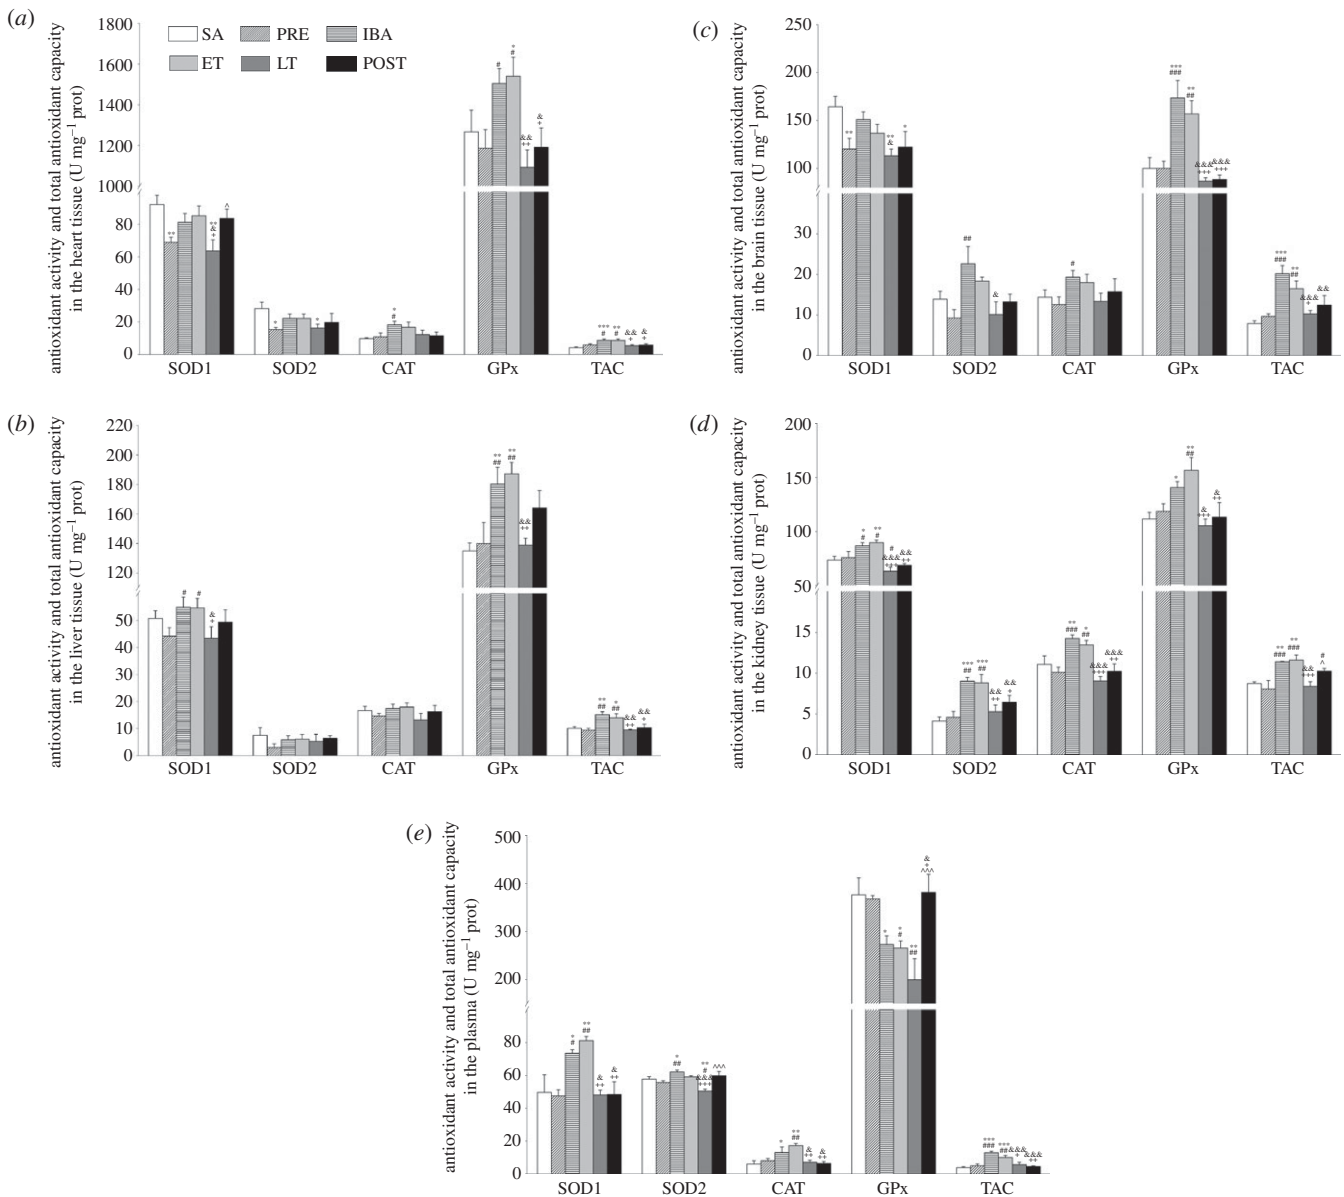 (a)
antioxidant activity and total antioxidant capacity
in the heart tissue (U mg⁻¹ prot)
1800
1600
1400
1200
1000
80
60
40
20
0
SA PRE IBA
ET LT POST
** ** & + ^
* *
* #
# * # && ++ & +
*** # ** # && + & +
SOD1 SOD2 CAT GPx TAC
(c)
antioxidant activity and total antioxidant capacity
in the brain tissue (U mg⁻¹ prot)
250
200
150
100
30
20
10
0
** ** & *
## &
#
*** ### ** ## &&& +++ &&& +++
*** ### ** ## &&& + &&
SOD1 SOD2 CAT GPx TAC
(b)
antioxidant activity and total antioxidant capacity
in the liver tissue (U mg⁻¹ prot)
220
200
180
160
140
120
50
40
30
20
10
0
# # & +
** ## ** ## && ++
** ## * ## && ++ && +
SOD1 SOD2 CAT GPx TAC
(d)
antioxidant activity and total antioxidant capacity
in the kidney tissue (U mg⁻¹ prot)
200
150
100
50
15
10
5
0
* # ** # # &&& +++ && ++
*** ## *** ## && ++ && +
** ### * ## &&& +++ &&& ++
* ** ## & +++ & ++
** ### ** ### && +++ # ^
SOD1 SOD2 CAT GPx TAC
(e)
antioxidant activity and total antioxidant capacity
in the plasma (U mg⁻¹ prot)
500
400
300
200
80
60
40
20
0
* # ** ## & ++ & ++
* ## ** # &&& +++ ^^^
* ** ## & ++ & ++
* * # ** ## & + ^^^
*** ### *** ## &&& + &&& ++
SOD1 SOD2 CAT GPx TAC